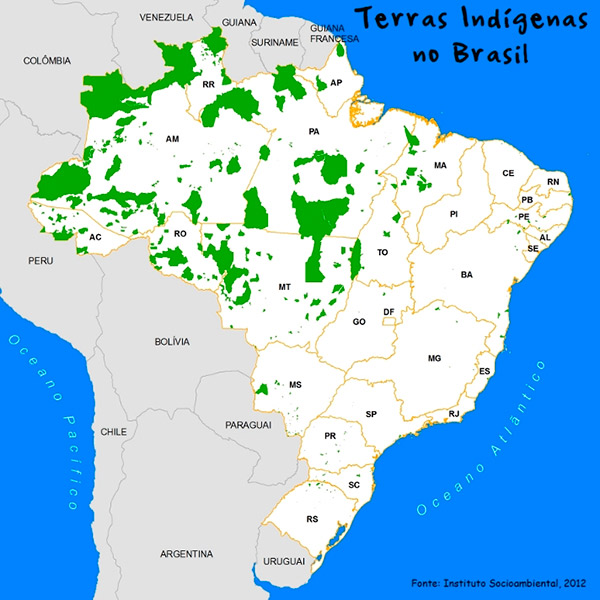 Terras Indígenas
no Brasil
VENEZUELA
GUIANA
GUIANA
FRANCESA
SURINAME
COLÔMBIA
RR
AP
AM
PA
MA
CE
RN
PB
PE
PI
AL
SE
AC
RO
TO
BA
PERU
MT
DF
GO
BOLÍVIA
MG
ES
MS
SP
RJ
PARAGUAI
CHILE
PR
SC
RS
ARGENTINA
URUGUAI
Oceano Pacífico
Oceano Atlântico
Fonte: Instituto Socioambiental, 2012